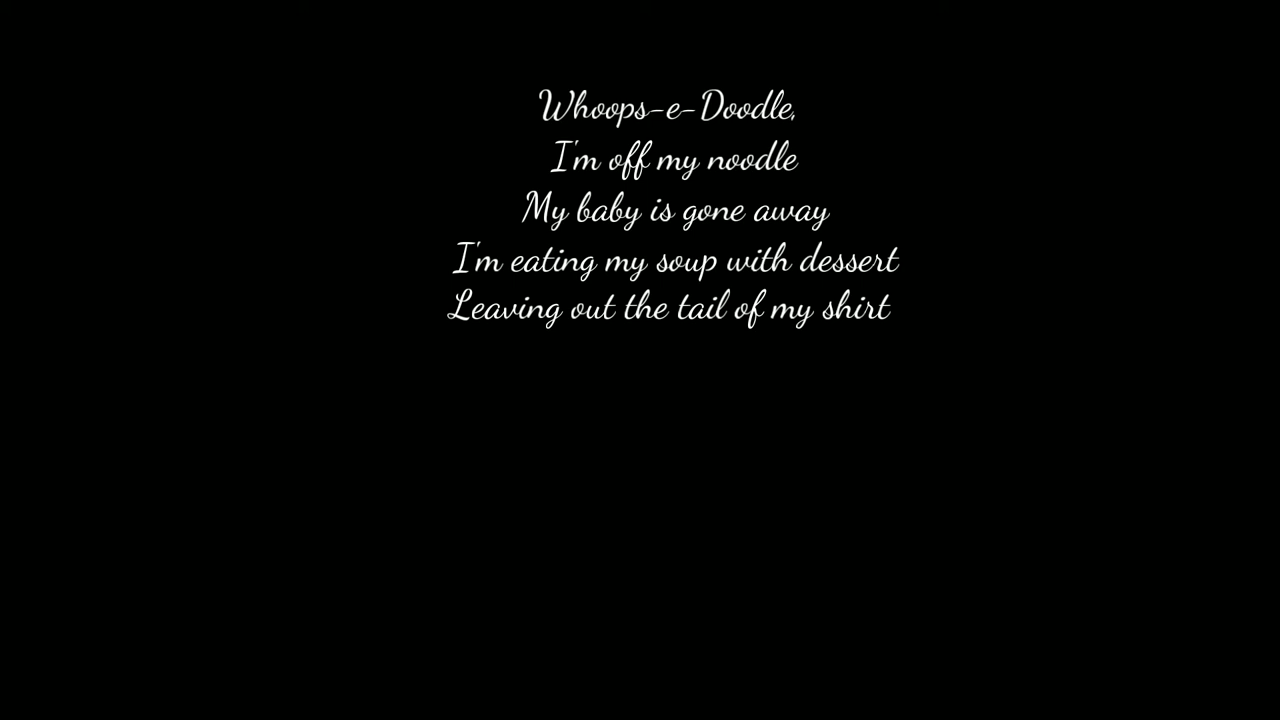 Whoops-e-Doodle,
I'm off my noodle
My baby is gone away
I'm eating my soup with dessert
Leaving out the tail of my shirt